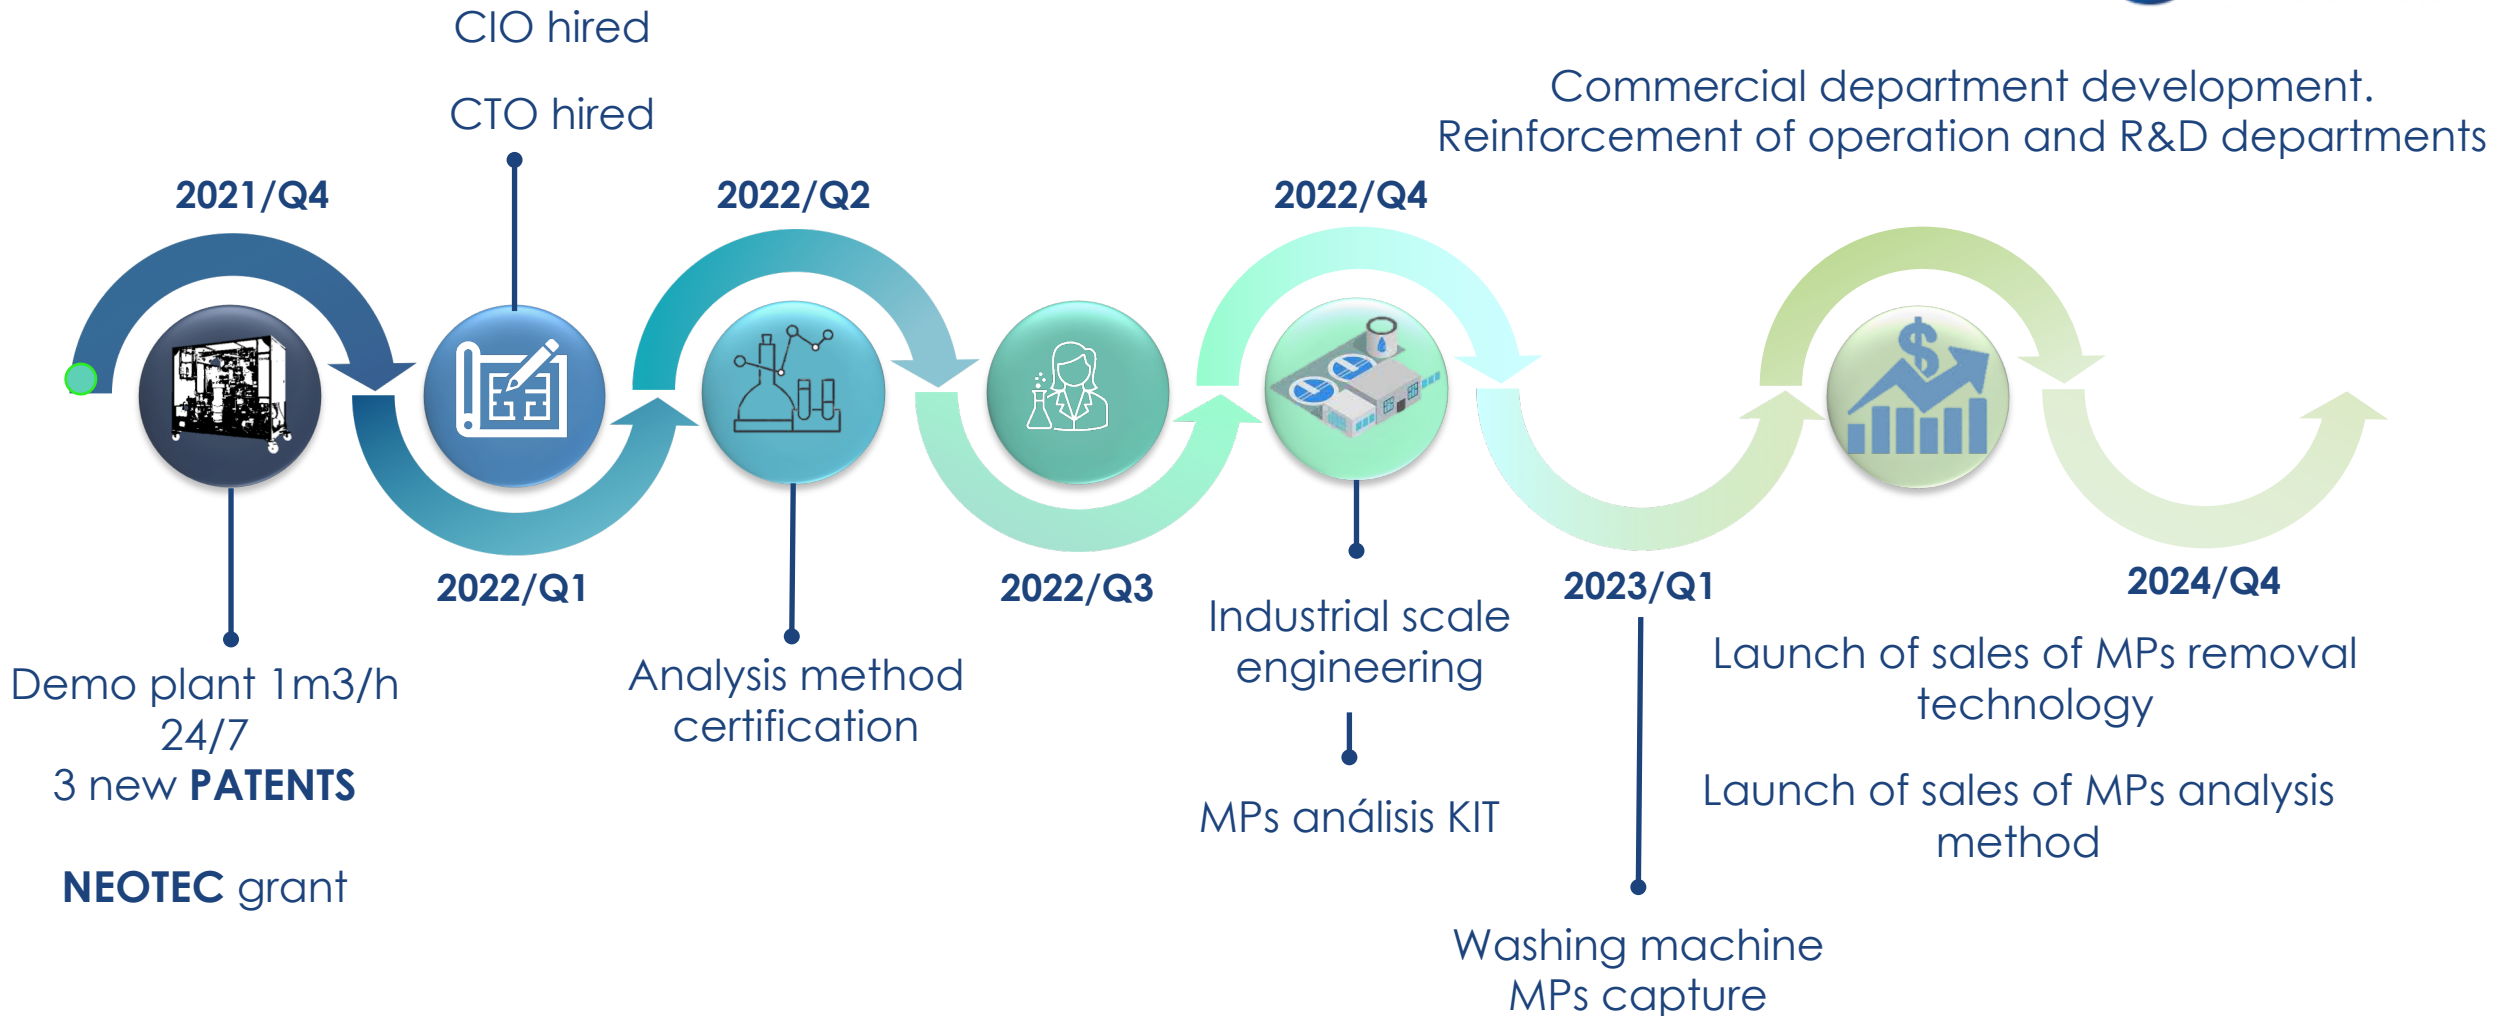 CIO hired
CTO hired
Commercial department development.
Reinforcement of operation and R&D departments
2021/Q4
2022/Q2
2022/Q4
2022/Q1
2022/Q3
2023/Q1
2024/Q4
Demo plant 1m3/h
24/7
3 new PATENTS
NEOTEC grant
Analysis method
certification
Industrial scale
engineering
MPs análisis KIT
Launch of sales of MPs removal
technology
Launch of sales of MPs analysis
method
Washing machine
MPs capture